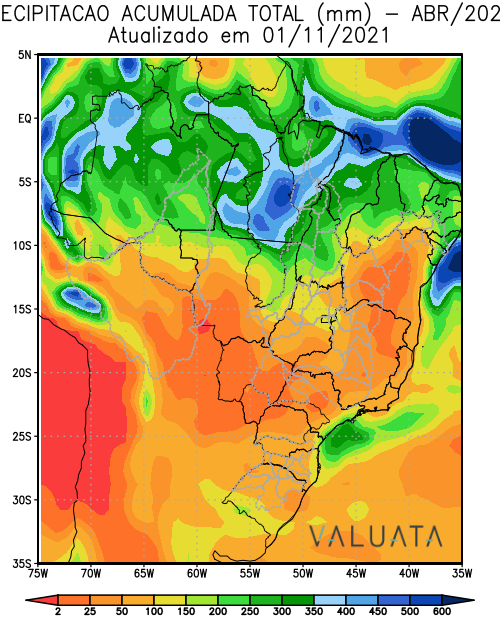 ECIPITACAO ACUMULADA TOTAL (mm) – ABR/202
Atualizado em 01/11/2021
5N
EQ
5S
10S
15S
20S
25S
30S
35S
VALUATA
75W 70W 65W 60W 55W 50W 45W 40W 35W
2 25 50 100 150 200 250 300 350 400 450 500 600